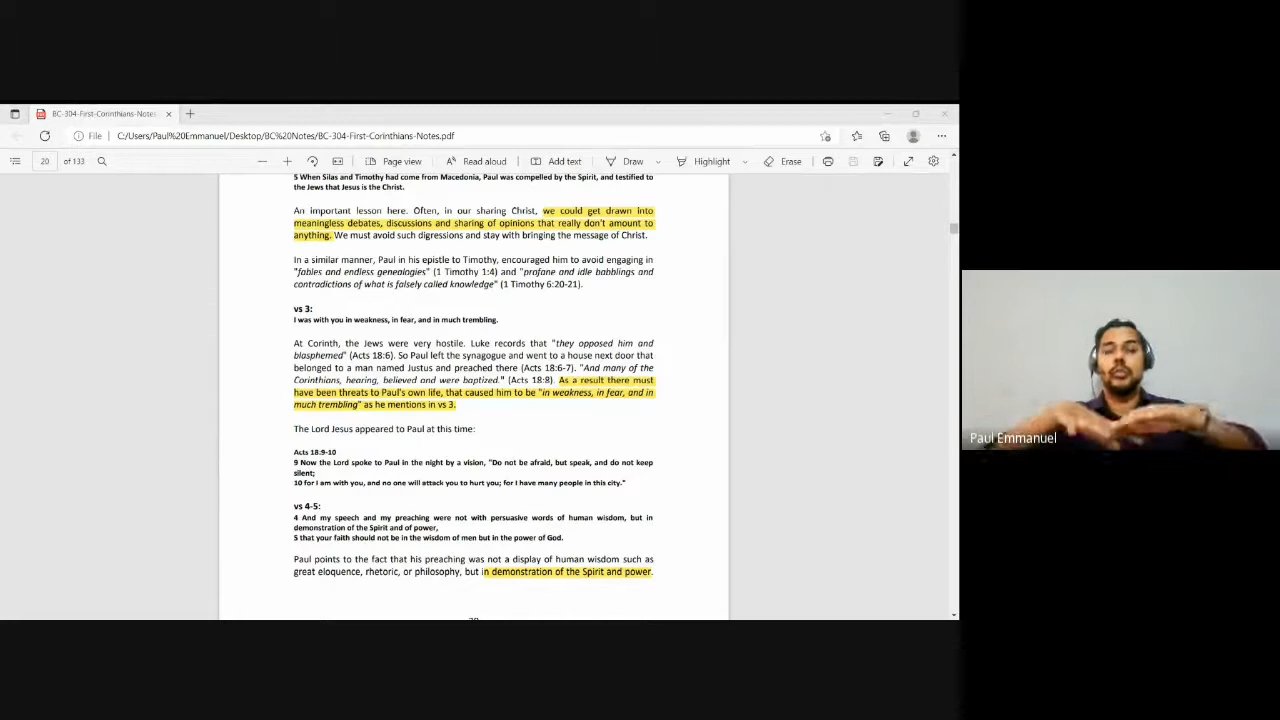 BC-304-First-Corinthians-Notes
File C:/Users/Paul%20Emmanuel/Desktop/BC%20Notes/BC-304-First-Corinthians-Notes.pdf
20 of 133 Page view Read aloud Add text Draw Highlight Erase
5 When Silas and Timothy had come from Macedonia, Paul was compelled by the Spirit, and testified to
the Jews that Jesus is the Christ.
An important lesson here. Often, in our sharing Christ, we could get drawn into
meaningless debates, discussions and sharing of opinions that really don't amount to
anything. We must avoid such digressions and stay with bringing the message of Christ.
In a similar manner, Paul in his epistle to Timothy, encouraged him to avoid engaging in
"fables and endless genealogies" (1 Timothy 1:4) and "profane and idle babblings and
contradictions of what is falsely called knowledge" (1 Timothy 6:20-21).
vs 3:
I was with you in weakness, in fear, and in much trembling.
At Corinth, the Jews were very hostile. Luke records that "they opposed him and
blasphemed" (Acts 18:6). So Paul left the synagogue and went to a house next door that
belonged to a man named Justus and preached there (Acts 18:6-7). "And many of the
Corinthians, hearing, believed and were baptized." (Acts 18:8). As a result there must
have been threats to Paul's own life, that caused him to be "in weakness, in fear, and in
much trembling" as he mentions in vs 3.
The Lord Jesus appeared to Paul at this time:
Acts 18:9-10
9 Now the Lord spoke to Paul in the night by a vision, "Do not be afraid, but speak, and do not keep
silent;
10 for I am with you, and no one will attack you to hurt you; for I have many people in this city."
vs 4-5:
4 And my speech and my preaching were not with persuasive words of human wisdom, but in
demonstration of the Spirit and of power,
5 that your faith should not be in the wisdom of men but in the power of God.
Paul points to the fact that his preaching was not a display of human wisdom such as
great eloquence, rhetoric, or philosophy, but in demonstration of the Spirit and power.
Paul Emmanuel